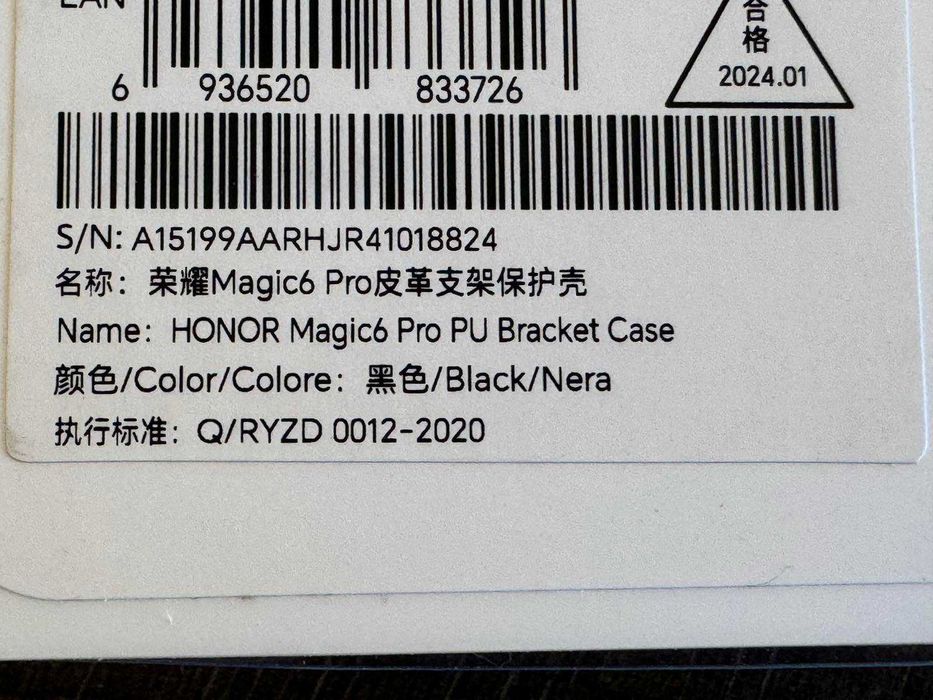 EAN
合
格
2024.01
6 936520 833726
S/N: A15199AARHJR41018824
名称：荣耀Magic6 Pro皮革支架保护壳
Name：HONOR Magic6 Pro PU Bracket Case
颜色/Color/Colore：黑色/Black/Nera
执行标准：Q/RYZD 0012-2020